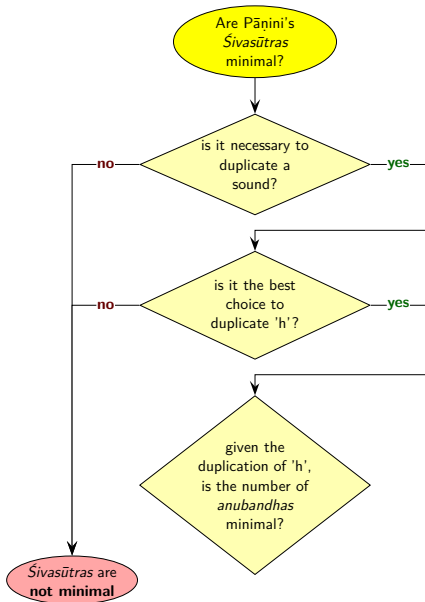 Are Pāṇini's
Śivasūtras
minimal?
is it necessary to
duplicate a
sound?
no
yes
is it the best
choice to
duplicate 'h'?
no
yes
given the
duplication of 'h',
is the number of
anubandhas
minimal?
Śivasūtras are
not minimal